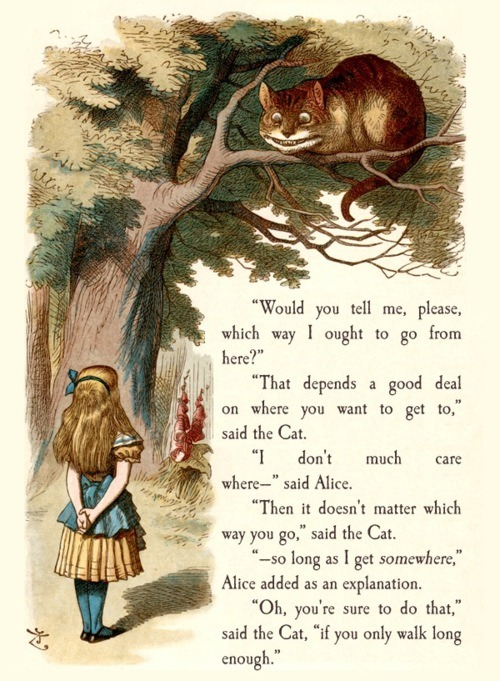 “Would you tell me, please,
which way I ought to go from
here?”
“That depends a good deal
on where you want to get to,”
said the Cat.
“I don't much care
where—” said Alice.
“Then it doesn't matter which
way you go,” said the Cat.
“—so long as I get somewhere,”
Alice added as an explanation.
“Oh, you're sure to do that,”
said the Cat, “if you only walk long
enough.”